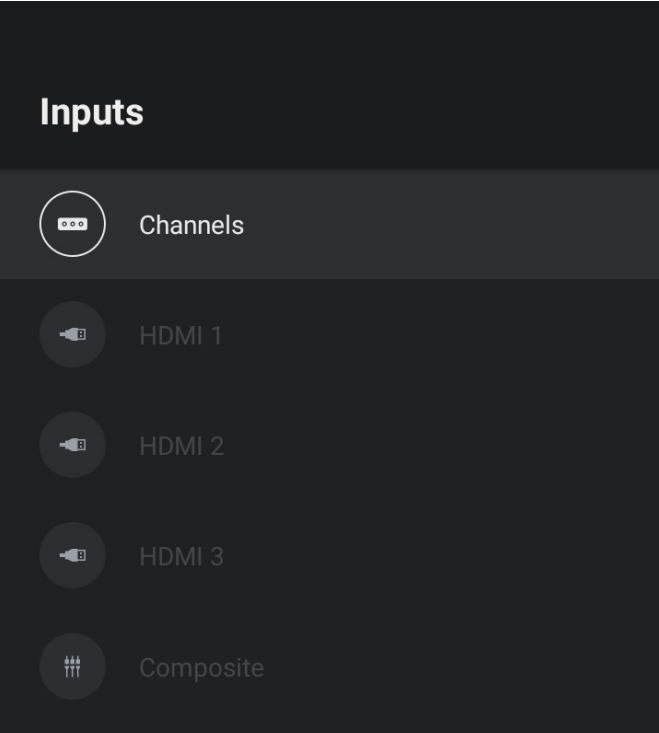 Inputs
Channels
HDMI 1
HDMI 2
HDMI 3
Composite